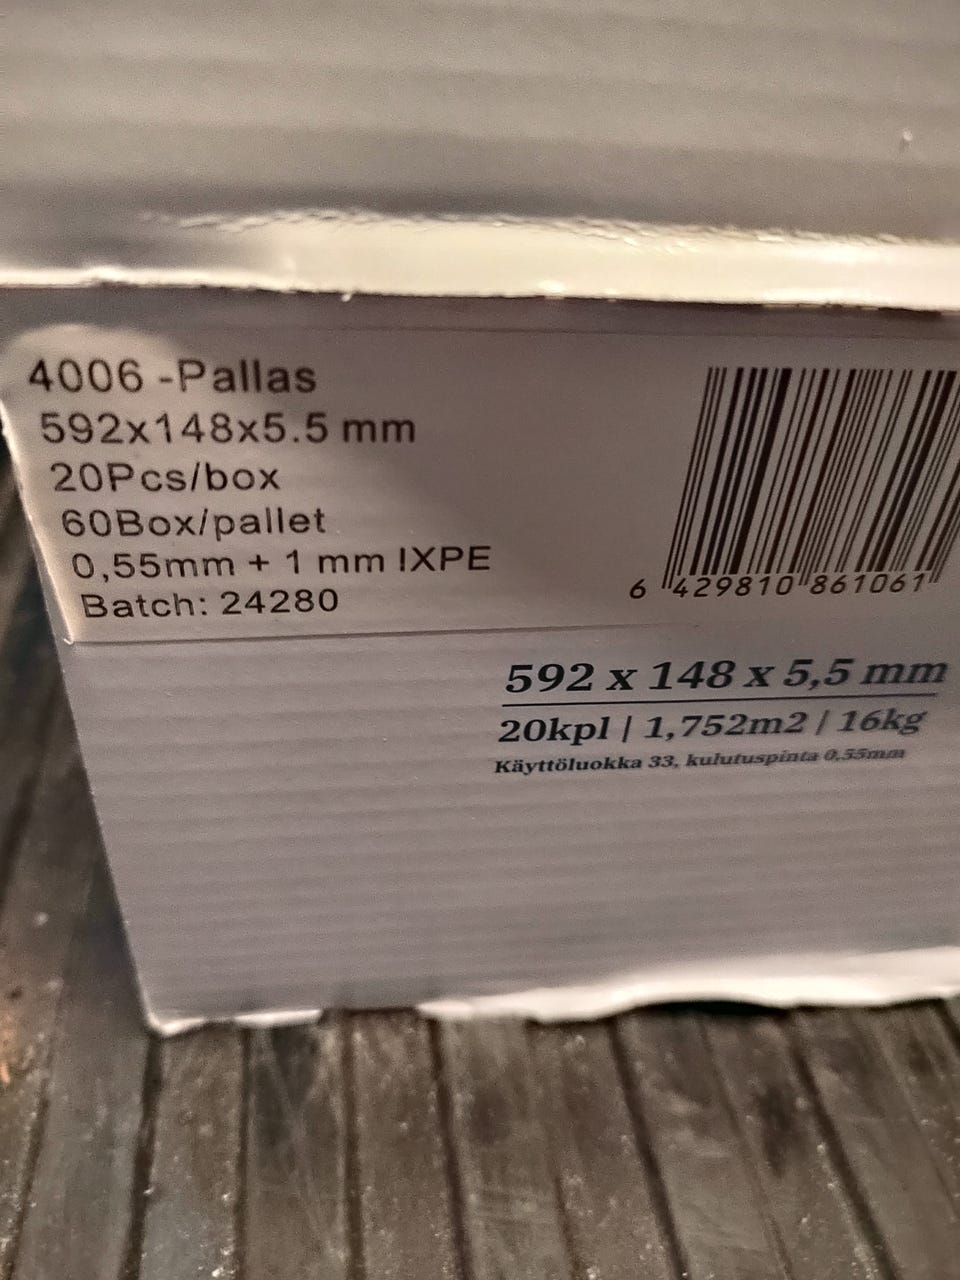 4006 -Pallas
592x148x5.5 mm
20Pcs/box
60Box/pallet
0,55mm + 1 mm IXPE
Batch: 24280
6 429810 861061
592 x 148 x 5,5 mm
20kpl | 1,752m2 | 16kg
Käyttöluokka 33, kulutuspinta 0,55mm